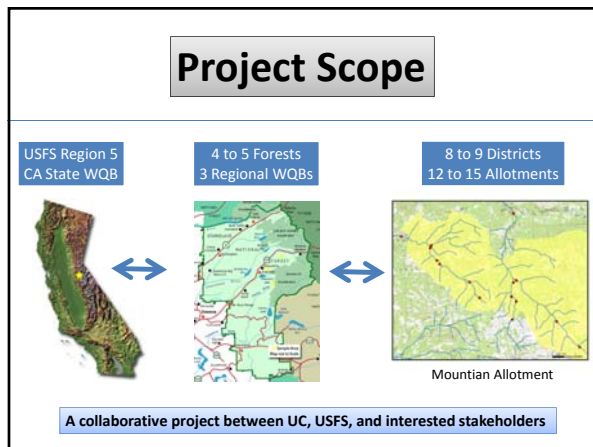 Project Scope
USFS Region 5
CA State WQB
4 to 5 Forests
3 Regional WQBs
8 to 9 Districts
12 to 15 Allotments
Mountian Allotment
A collaborative project between UC, USFS, and interested stakeholders